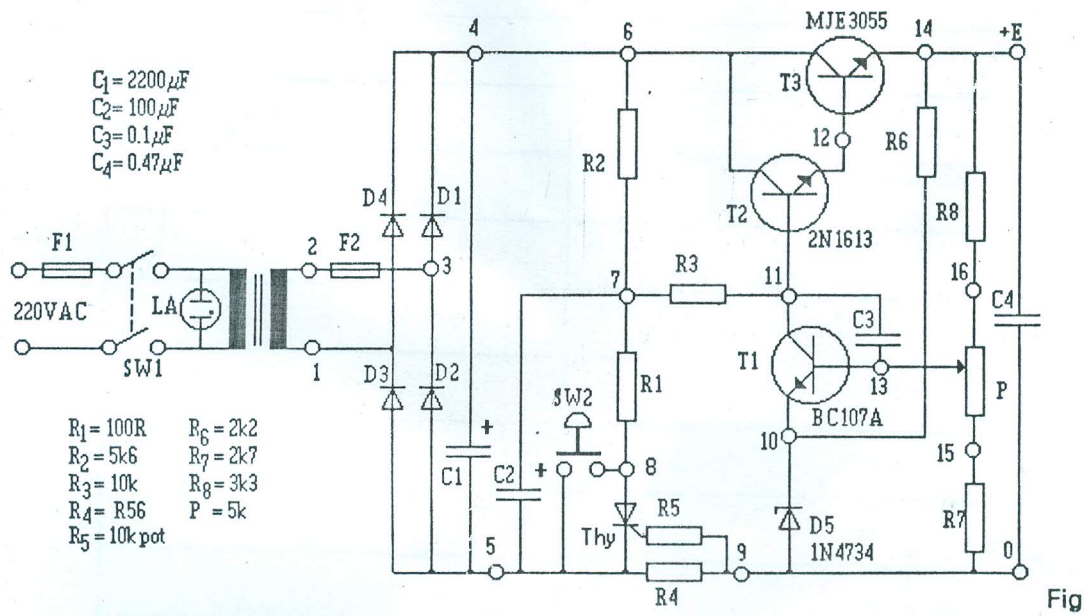 MJE3055
4
6
14
+E
C1=2200µF
C2=100µF
C3=0.1µF
C4=0.47µF
T3
12
R6
R2
D4
D1
T2
R8
2N1613
F1
2
F2
3
16
R3
11
7
220VAC
LA
C3
C4
SW1
1
T1
13
D3
D2
R1
P
SW2
BC107A
R1=100R
R2=5k6
R3=10k
R4= R56
R5=10kpot
R6=2k2
R7=2k7
R8=3k3
P = 5k
+
10
15
C1
C2
+
8
R5
D5
R7
Thy
1N4734
5
9
0
R4
Fig